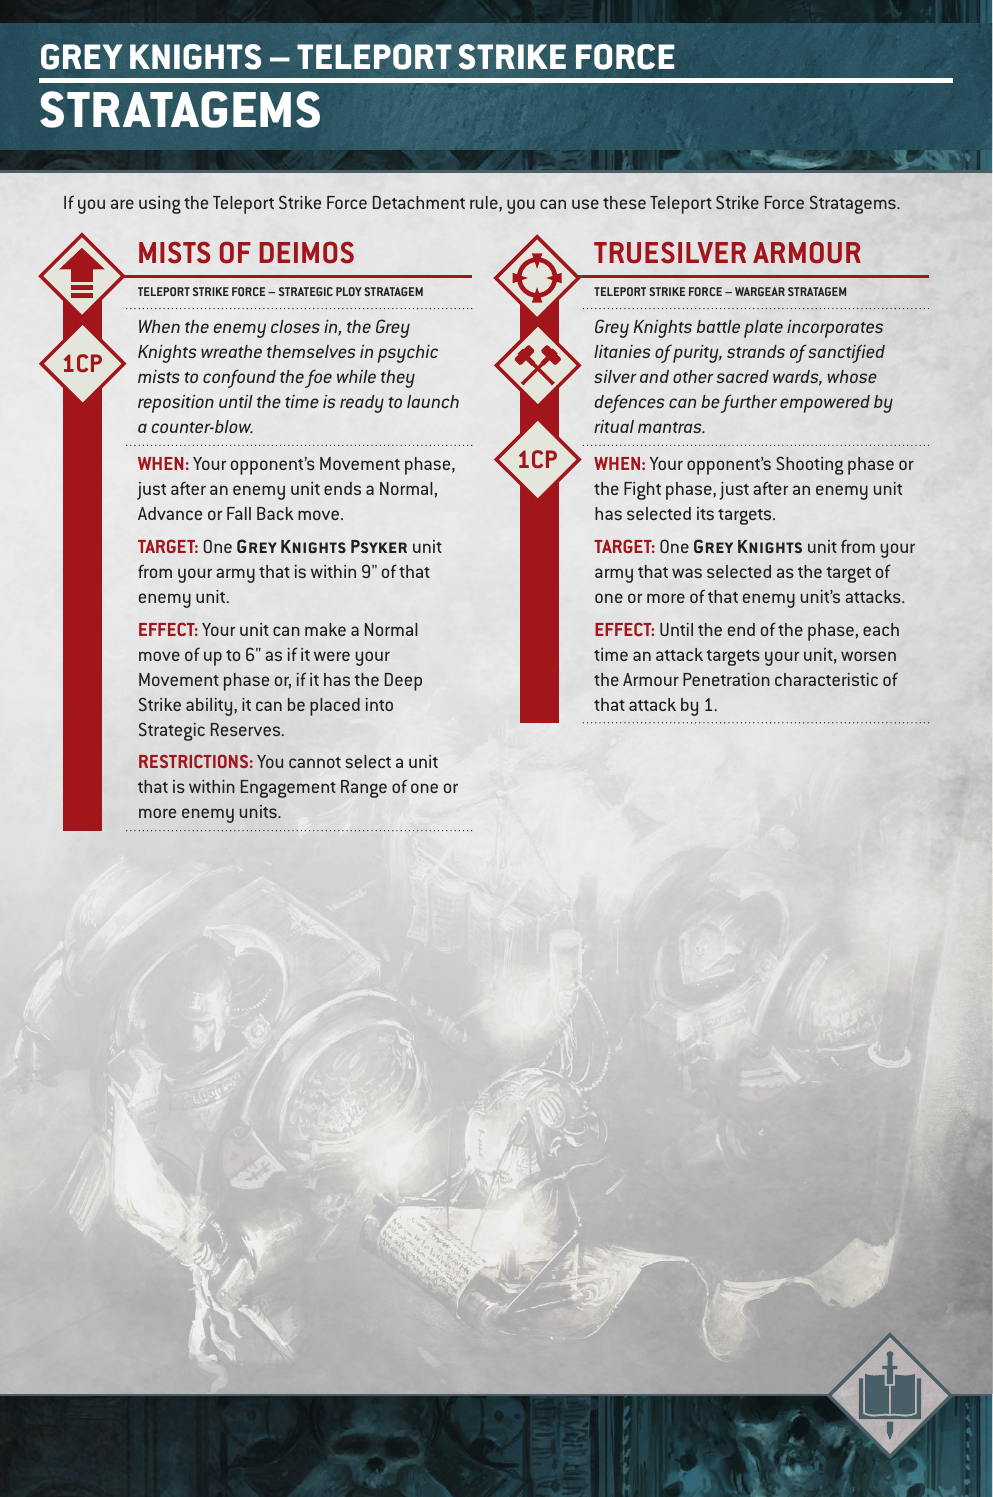 GREY KNIGHTS – TELEPORT STRIKE FORCE
STRATAGEMS
If you are using the Teleport Strike Force Detachment rule, you can use these Teleport Strike Force Stratagems.
MISTS OF DEIMOS
TELEPORT STRIKE FORCE – STRATEGIC PLOY STRATAGEM
1CP
When the enemy closes in, the Grey
Knights wreathe themselves in psychic
mists to confound the foe while they
reposition until the time is ready to launch
a counter-blow.
WHEN: Your opponent’s Movement phase,
just after an enemy unit ends a Normal,
Advance or Fall Back move.
TARGET: One GREY KNIGHTS PSYKER unit
from your army that is within 9" of that
enemy unit.
EFFECT: Your unit can make a Normal
move of up to 6" as if it were your
Movement phase or, if it has the Deep
Strike ability, it can be placed into
Strategic Reserves.
RESTRICTIONS: You cannot select a unit
that is within Engagement Range of one or
more enemy units.
TRUESILVER ARMOUR
TELEPORT STRIKE FORCE – WARGEAR STRATAGEM
Grey Knights battle plate incorporates
litanies of purity, strands of sanctified
silver and other sacred wards, whose
defences can be further empowered by
ritual mantras.
1CP
WHEN: Your opponent’s Shooting phase or
the Fight phase, just after an enemy unit
has selected its targets.
TARGET: One GREY KNIGHTS unit from your
army that was selected as the target of
one or more of that enemy unit’s attacks.
EFFECT: Until the end of the phase, each
time an attack targets your unit, worsen
the Armour Penetration characteristic of
that attack by 1.